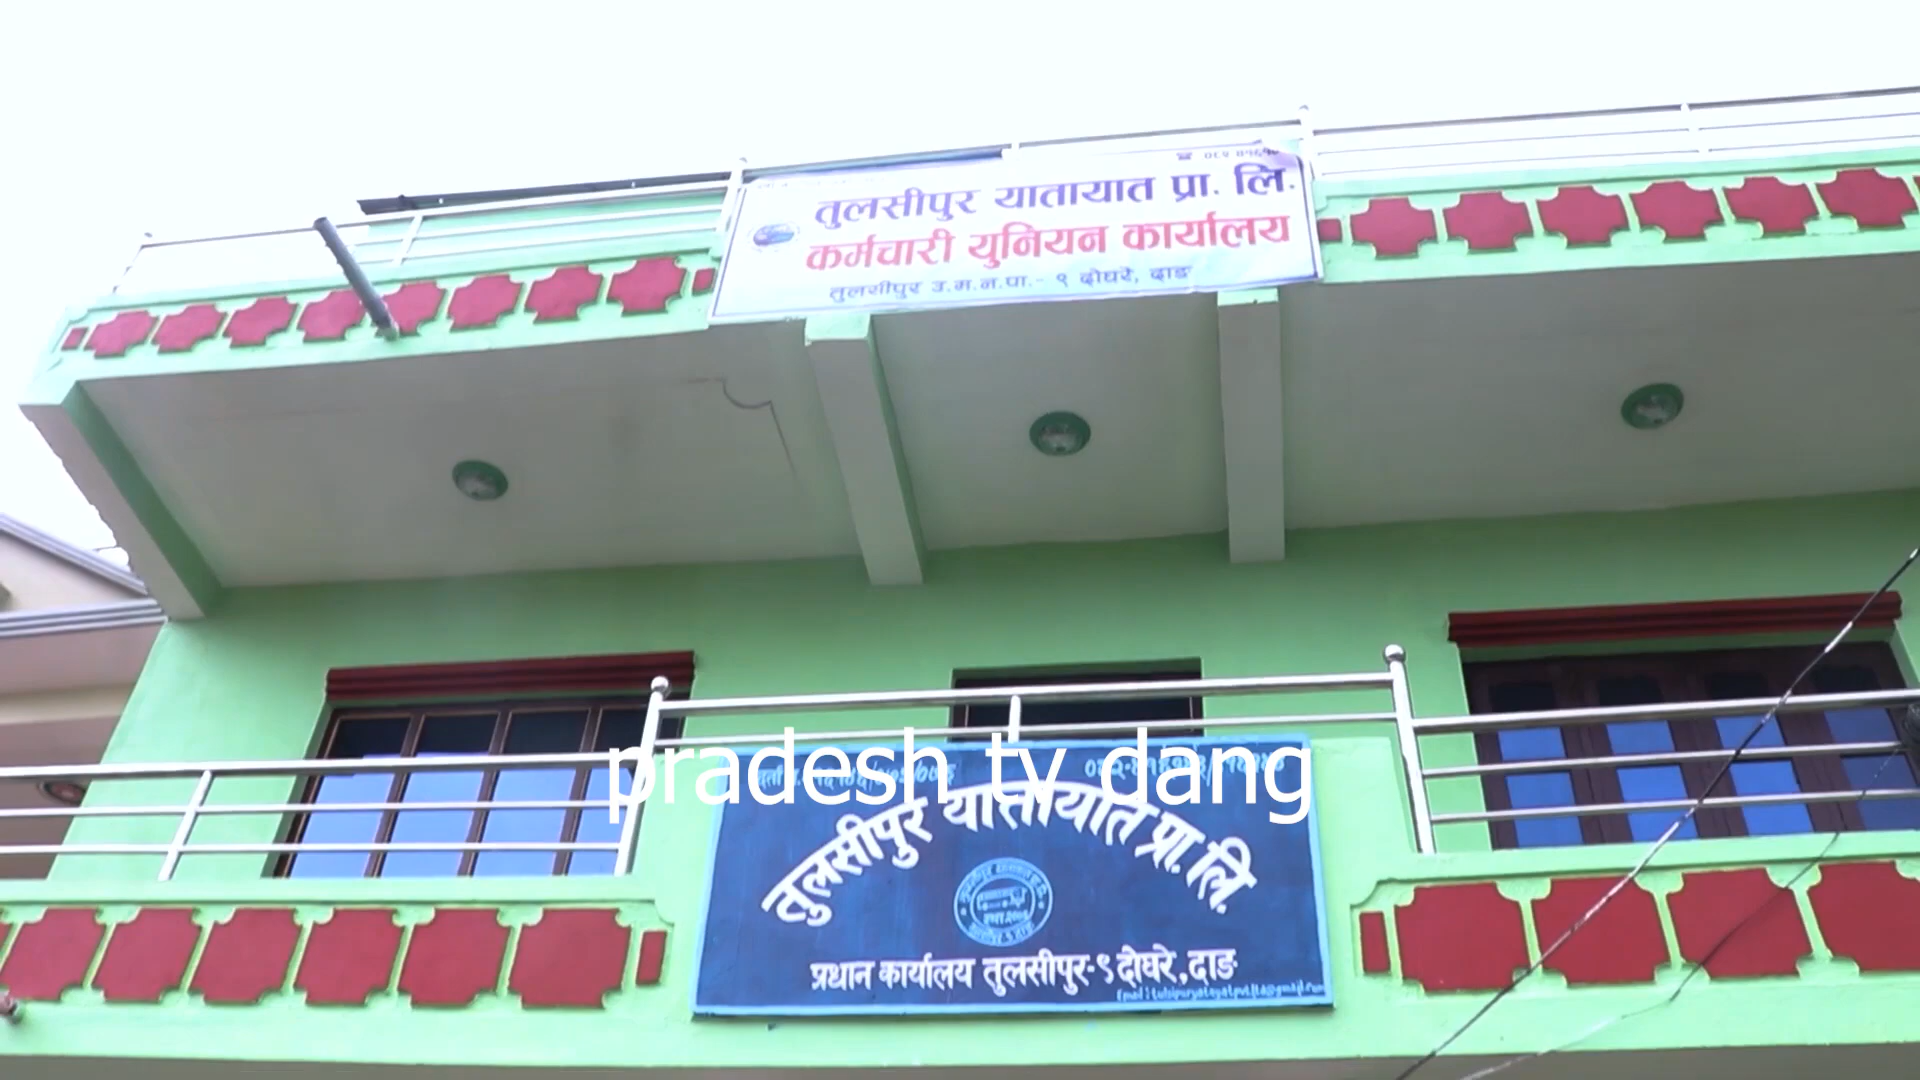 तुलसीपुर यातायात प्रा. लि.
कर्मचारी युनियन कार्यालय
तुलसीपुर उ.म.न.पा.- ९ दोघरे, दाङ
pradesh tv dang
तुलसीपुर यातायात प्रा. लि.
प्रधान कार्यालय तुलसीपुर-९ दोघरे, दाङ